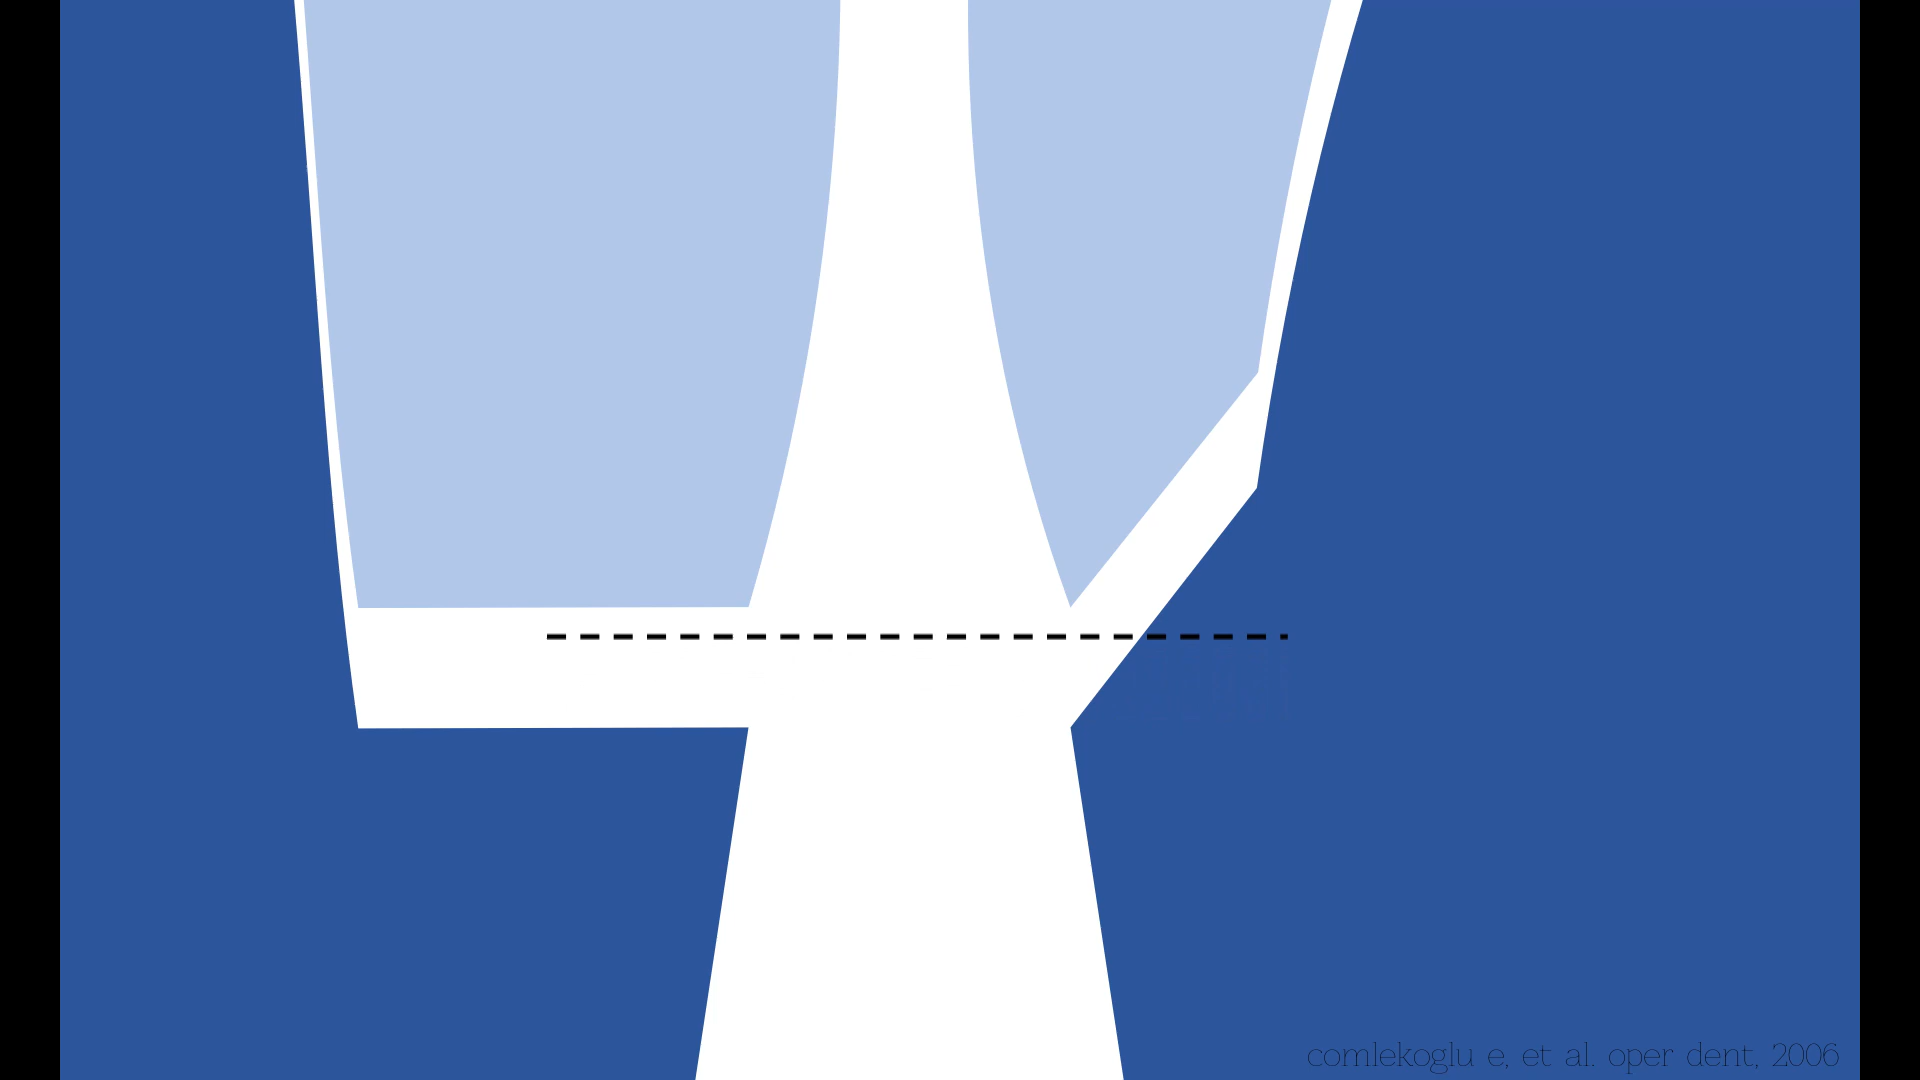 comlekoglu e, et al. oper dent, 2006